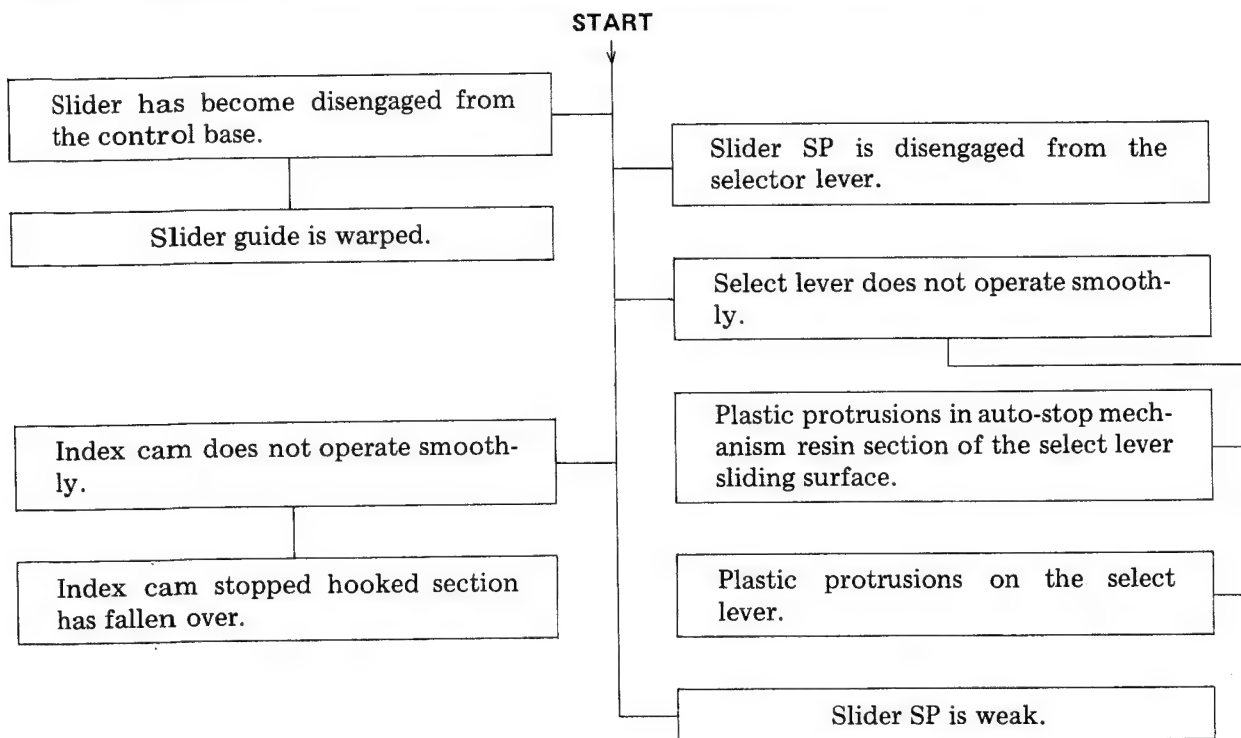 START
Slider has become disengaged from
the control base.
Slider SP is disengaged from the
selector lever.
Slider guide is warped.
Select lever does not operate smooth-
ly.
Plastic protrusions in auto-stop mech-
anism resin section of the select lever
sliding surface.
Index cam does not operate smooth-
ly.
Plastic protrusions on the select
lever.
Index cam stopped hooked section
has fallen over.
Slider SP is weak.